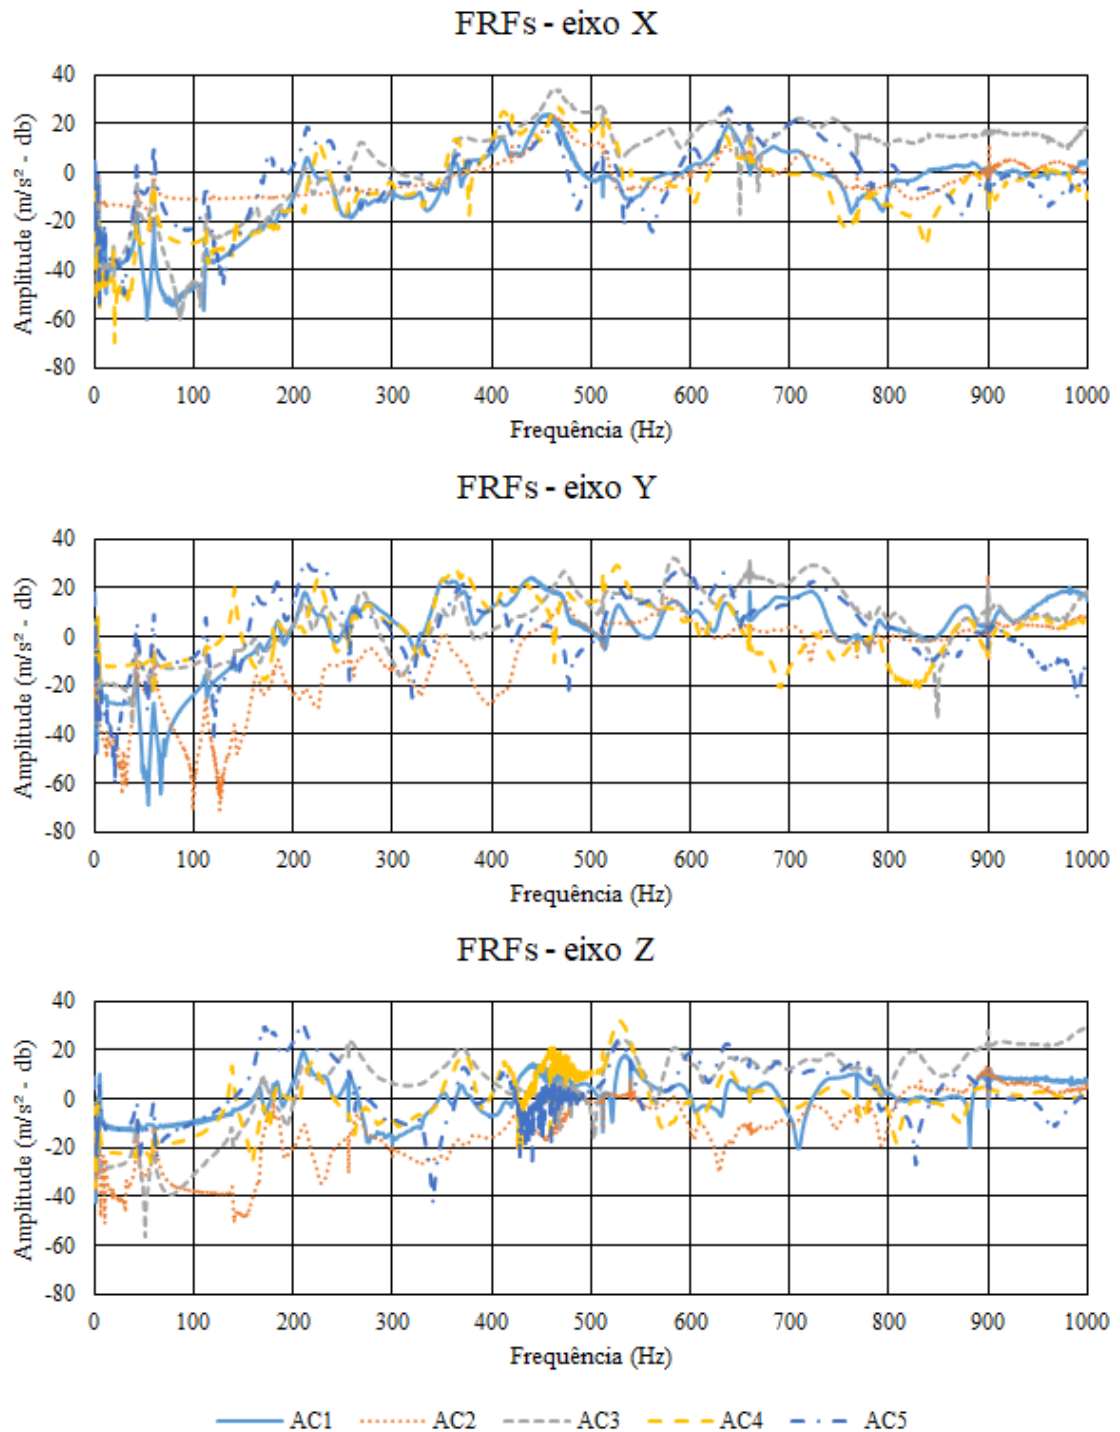 FRFs - eixo X
Amplitude (m/s² - db)
40
20
0
-20
-40
-60
-80
0 100 200 300 400 500 600 700 800 900 1000
Frequência (Hz)
FRFs - eixo Y
Amplitude (m/s² - db)
40
20
0
-20
-40
-60
-80
0 100 200 300 400 500 600 700 800 900 1000
Frequência (Hz)
FRFs - eixo Z
Amplitude (m/s² - db)
40
20
0
-20
-40
-60
-80
0 100 200 300 400 500 600 700 800 900 1000
Frequência (Hz)
AC1 AC2 AC3 AC4 AC5